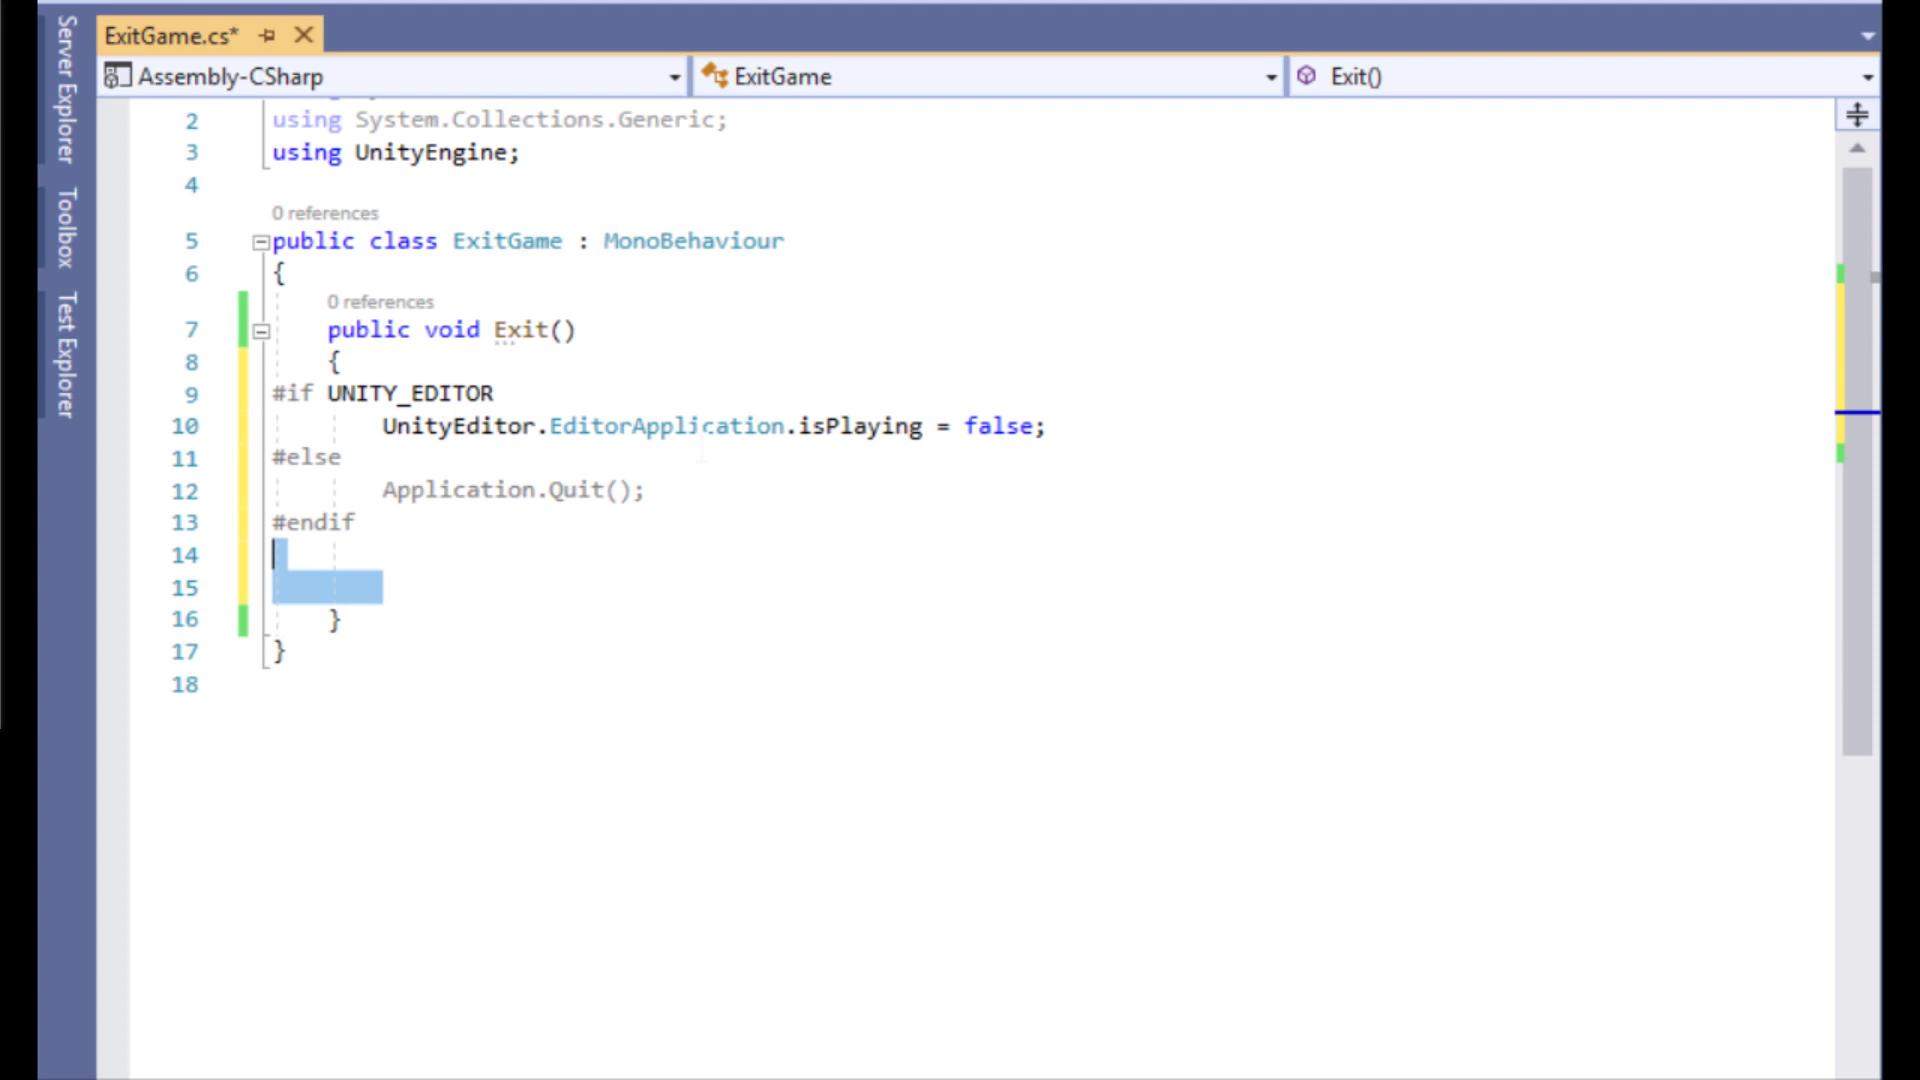 ExitGame.cs*
Assembly-CSharp
ExitGame
Exit()
Server Explorer
Toolbox
Test Explorer
2 using System.Collections.Generic;
3 using UnityEngine;
4
0 references
5 public class ExitGame : MonoBehaviour
6 {
0 references
7 public void Exit()
8 {
9 #if UNITY_EDITOR
10 UnityEditor.EditorApplication.isPlaying = false;
11 #else
12 Application.Quit();
13 #endif
14
15
16 }
17 }
18